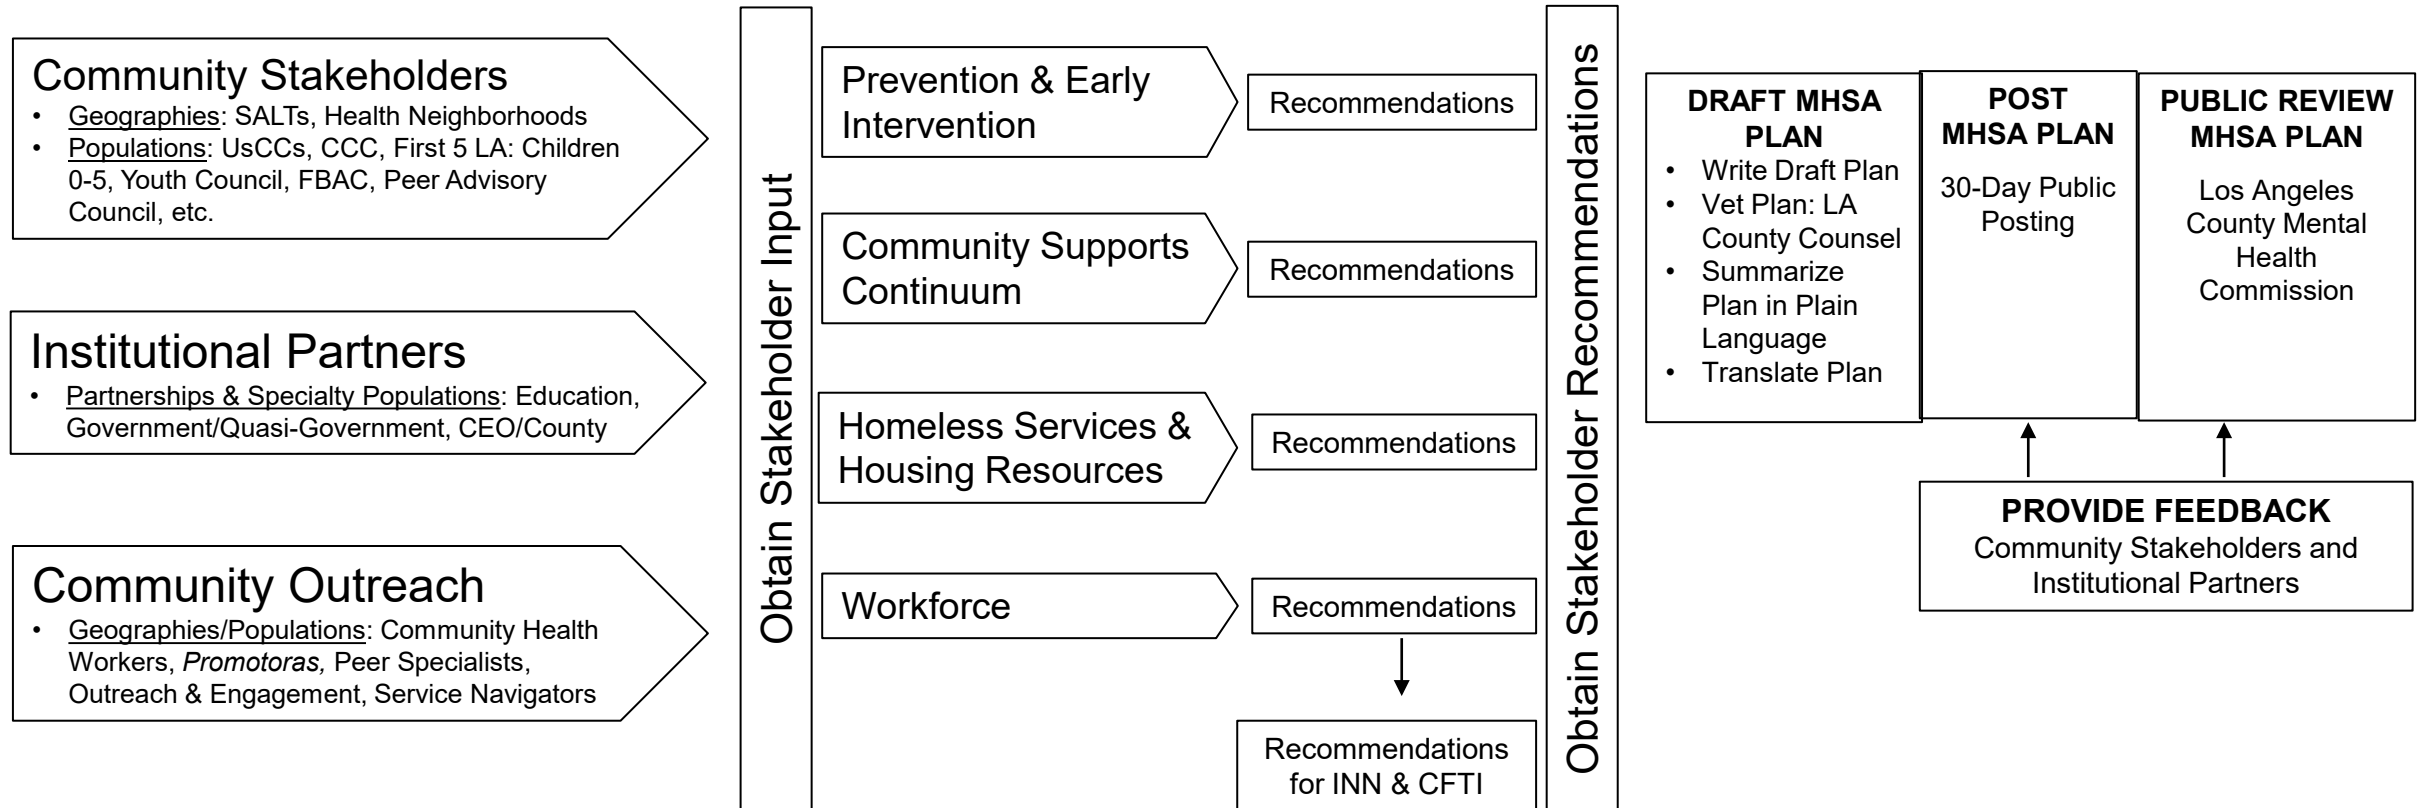 Community Stakeholders
• Geographies: SALTs, Health Neighborhoods
• Populations: UsCCs, CCC, First 5 LA: Children
0-5, Youth Council, FBAC, Peer Advisory
Council, etc.
Institutional Partners
• Partnerships & Specialty Populations: Education,
Government/Quasi-Government, CEO/County
Community Outreach
• Geographies/Populations: Community Health
Workers, Promotoras, Peer Specialists,
Outreach & Engagement, Service Navigators
Obtain Stakeholder Input
Prevention & Early
Intervention
Recommendations
Community Supports
Continuum
Recommendations
Homeless Services &
Housing Resources
Recommendations
Workforce
Recommendations
Recommendations
for INN & CFTI
Obtain Stakeholder Recommendations
DRAFT MHSA
PLAN
• Write Draft Plan
• Vet Plan: LA
County Counsel
• Summarize
Plan in Plain
Language
• Translate Plan
POST
MHSA PLAN
30-Day Public
Posting
PUBLIC REVIEW
MHSA PLAN
Los Angeles
County Mental
Health
Commission
PROVIDE FEEDBACK
Community Stakeholders and
Institutional Partners